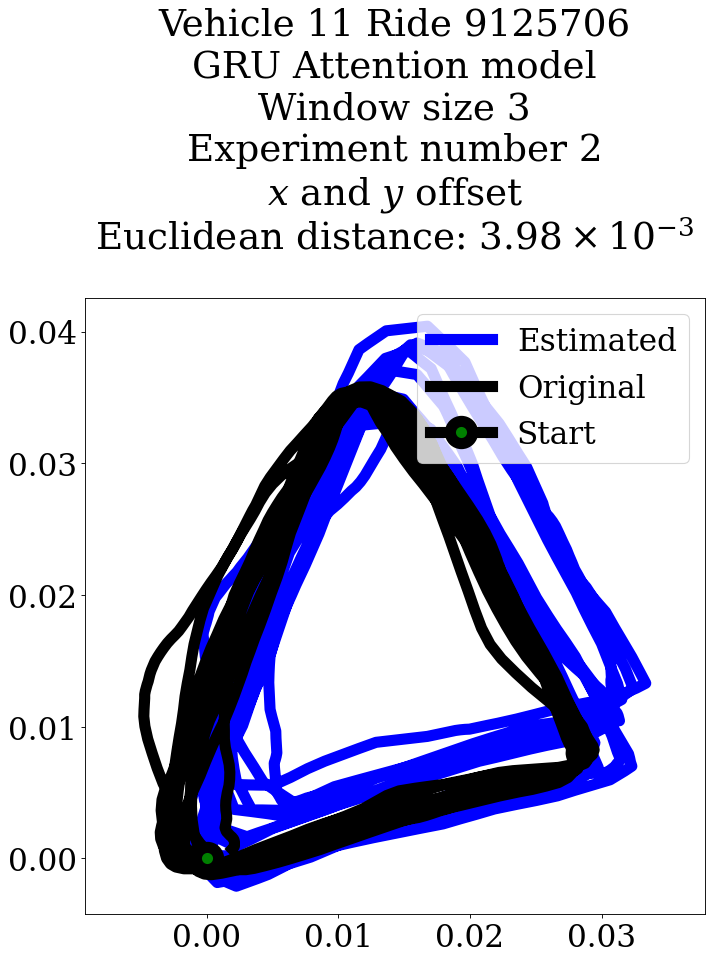 Vehicle 11 Ride 9125706
GRU Attention model
Window size 3
Experiment number 2
x and y offset
Euclidean distance: 3.98 × 10⁻³
Estimated
Original
Start
0.04
0.03
0.02
0.01
0.00
0.00 0.01 0.02 0.03